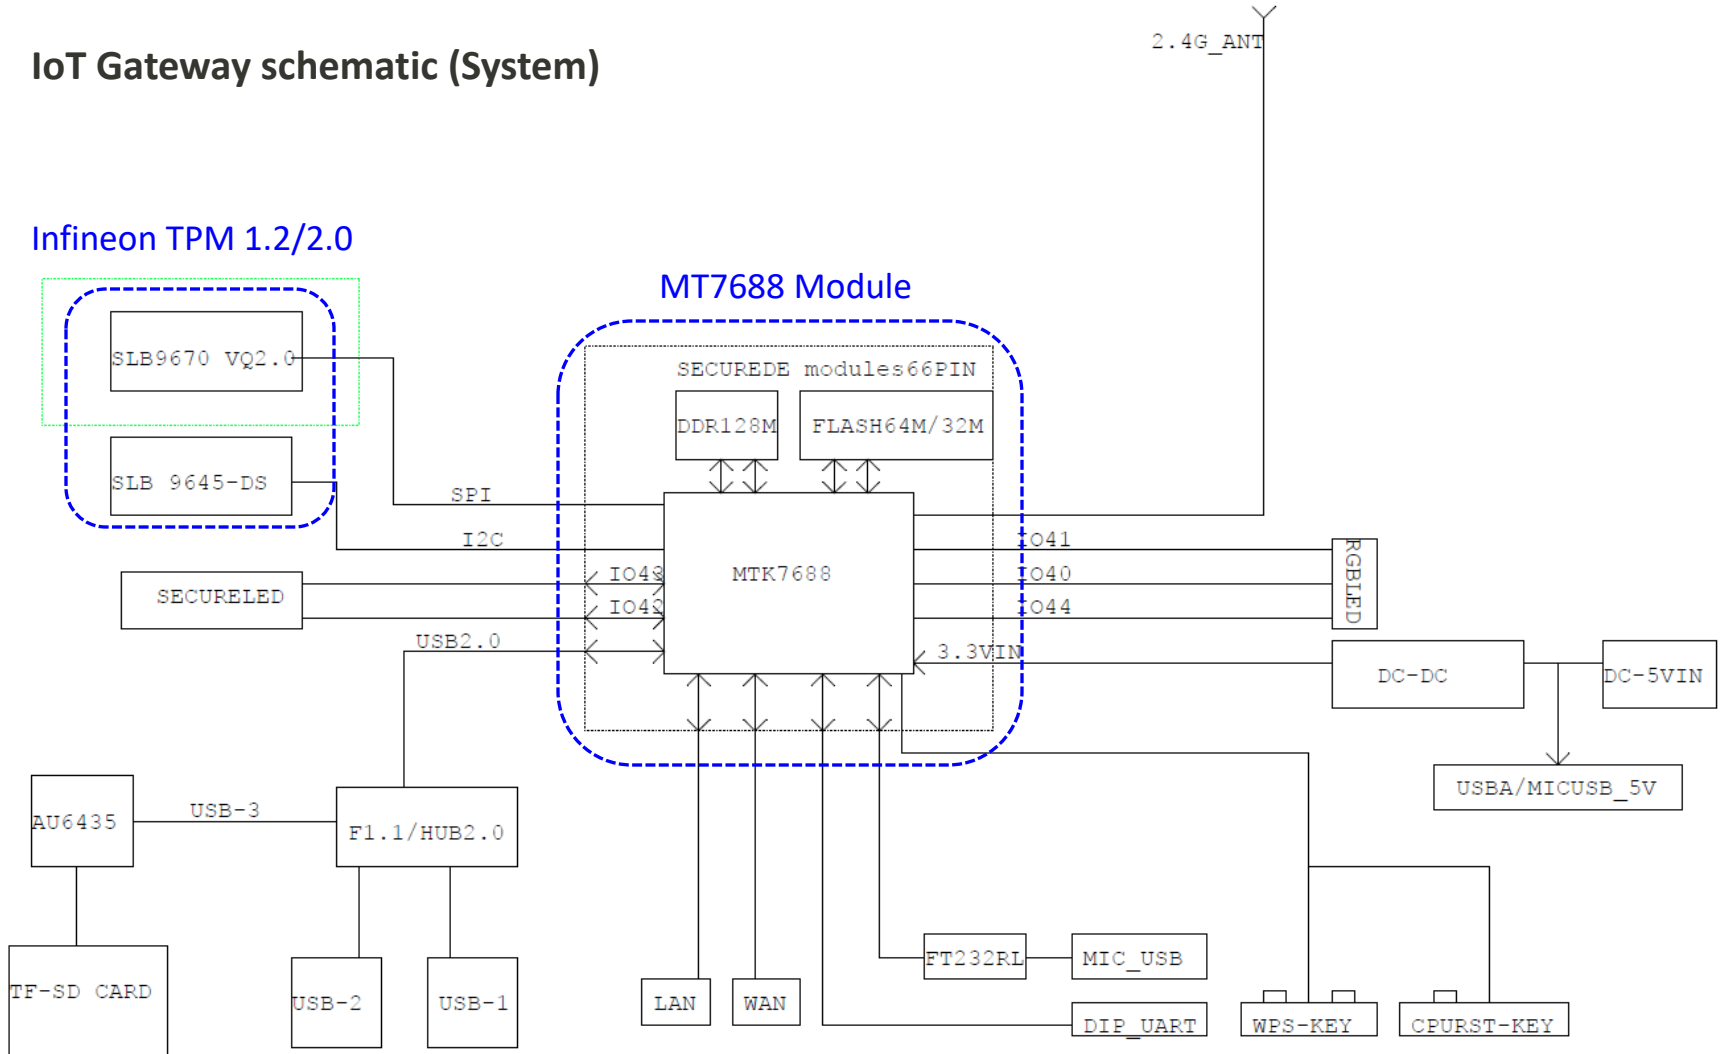 2.4G_ANT
IoT Gateway schematic (System)
Infineon TPM 1.2/2.0
MT7688 Module
SLB9670 VQ2.0
SECUREDE modules66PIN
DDR128M
FLASH64M/32M
SLB 9645-DS
SPI
I2C
IO41
RGBLED
IO43
MTK7688
IO40
SECURELED
IO42
IO44
USB2.0
3.3VIN
DC-DC
DC-5VIN
USBA/MICUSB_5V
USB-3
AU6435
F1.1/HUB2.0
FT232RL
MIC_USB
TF-SD CARD
USB-2
USB-1
LAN
WAN
DIP_UART
WPS-KEY
CPURST-KEY